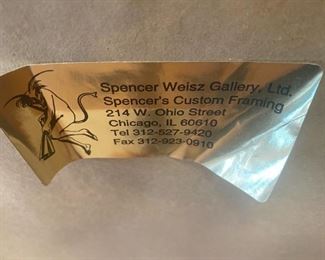 Spencer Weisz Gallery, Ltd.
Spencer's Custom Framing
214 W. Ohio Street
Chicago, IL 60610
Tel 312-527-9420
Fax 312-923-0910